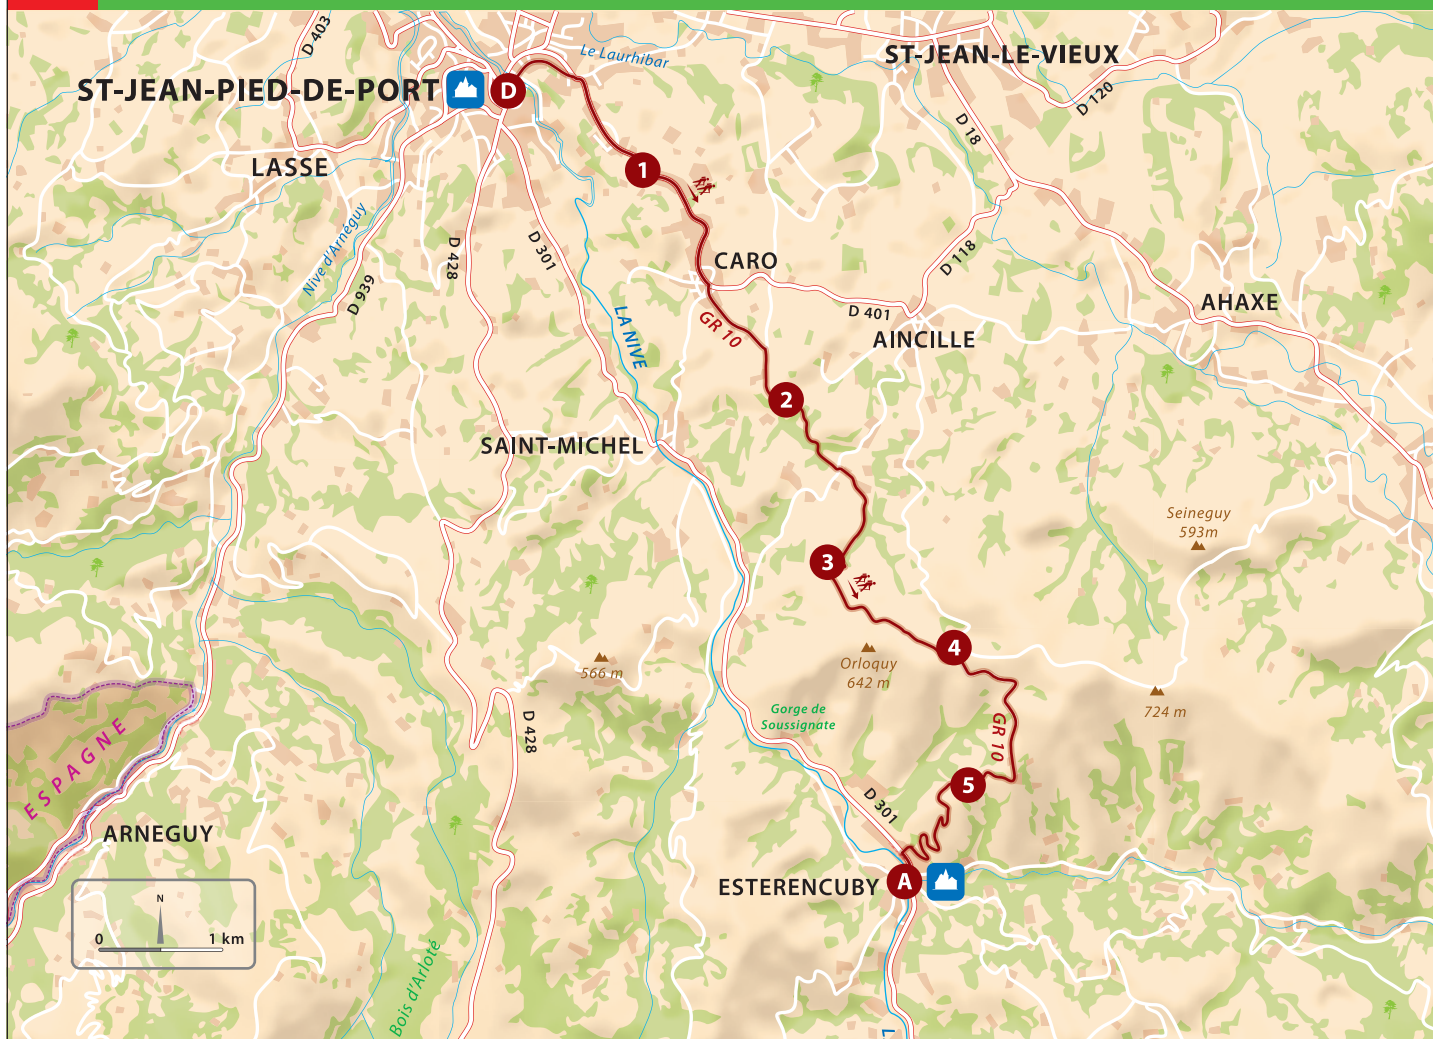 D 403
Le Laurhibar
ST-JEAN-LE-VIEUX
ST-JEAN-PIED-DE-PORT
D
D 120
D 18
LASSE
1
Nive d'Arneguy
D 428
D 301
D 118
CARO
D 939
AHAXE
LA NIVE
GR 10
D 401
AINCILLE
2
SAINT-MICHEL
Seineguy
593m
3
4
Orloquy
642 m
566 m
724 m
Gorge de
Soussignate
GR 10
D 428
ESPAGNE
5
D 301
ARNEGUY
ESTERENCUBY
A
N
0
1 km
Bois d'Arloté
L